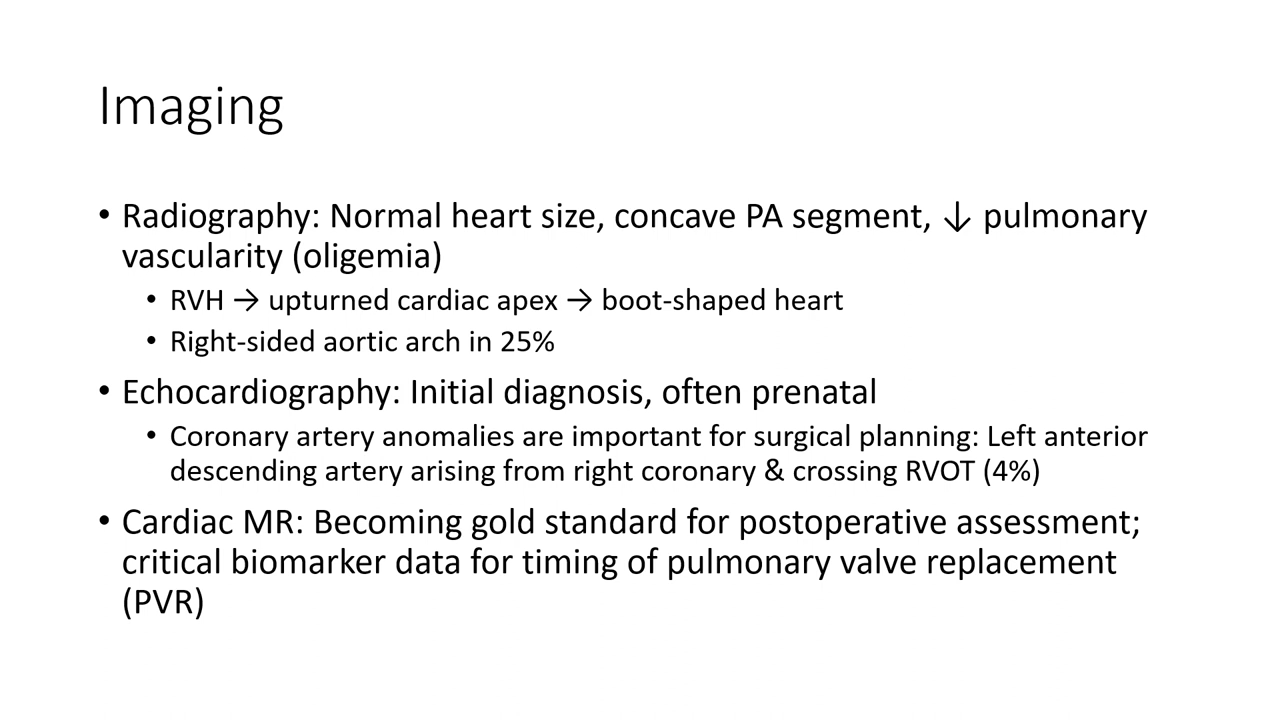 Imaging
• Radiography: Normal heart size, concave PA segment, ↓ pulmonary
vascularity (oligemia)
• RVH → upturned cardiac apex → boot-shaped heart
• Right-sided aortic arch in 25%
• Echocardiography: Initial diagnosis, often prenatal
• Coronary artery anomalies are important for surgical planning: Left anterior
descending artery arising from right coronary & crossing RVOT (4%)
• Cardiac MR: Becoming gold standard for postoperative assessment;
critical biomarker data for timing of pulmonary valve replacement
(PVR)